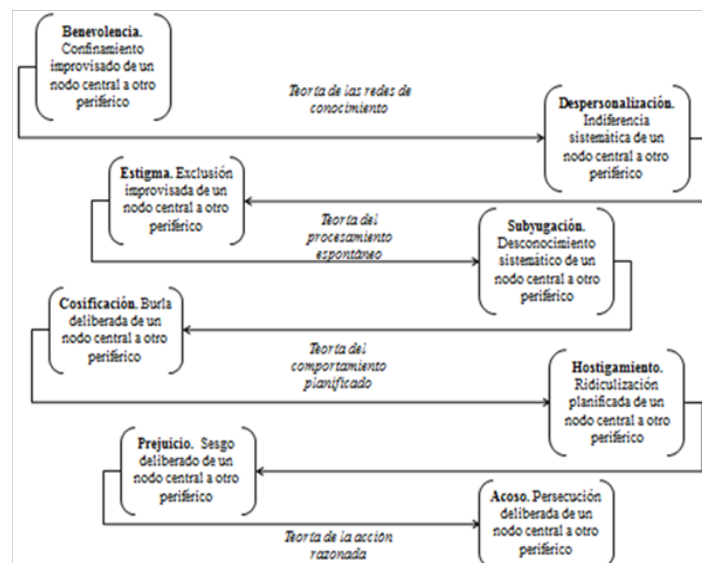 Benevolencia.
Confinamiento
improvisado de un
nodo central a otro
periférico
Teoría de las redes de
conocimiento
Despersonalización.
Indiferencia
sistemática de un
nodo central a otro
periférico
Estigma. Exclusión
improvisada de un
nodo central a otro
periférico
Teoría del
procesamiento
espontáneo
Subyugación.
Desconocimiento
sistemático de un
nodo central a otro
periférico
Cosificación. Burla
deliberada de un
nodo central a otro
periférico
Teoría del
comportamiento
planificado
Hostigamiento.
Ridiculización
planificada de un
nodo central a otro
periférico
Prejuicio. Sesgo
deliberado de un
nodo central a otro
periférico
Teoría de la acción
razonada
Acoso. Persecución
deliberada de un
nodo central a otro
periférico